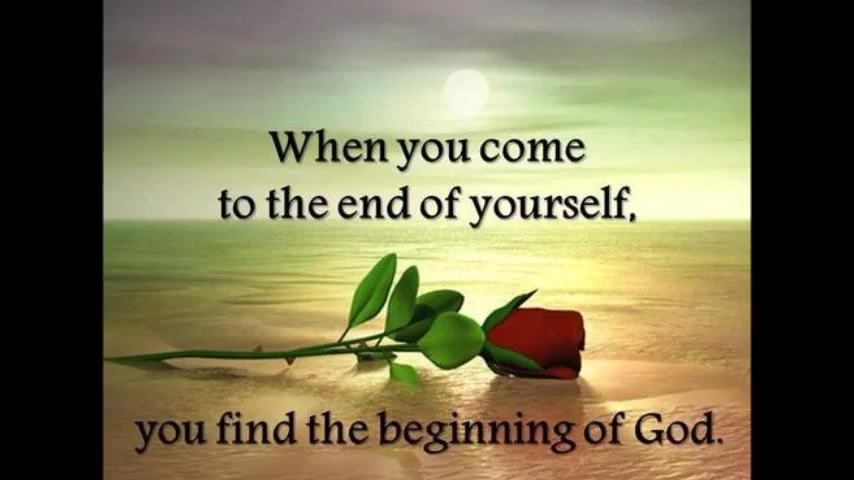 When you come
to the end of yourself,
you find the beginning of God.